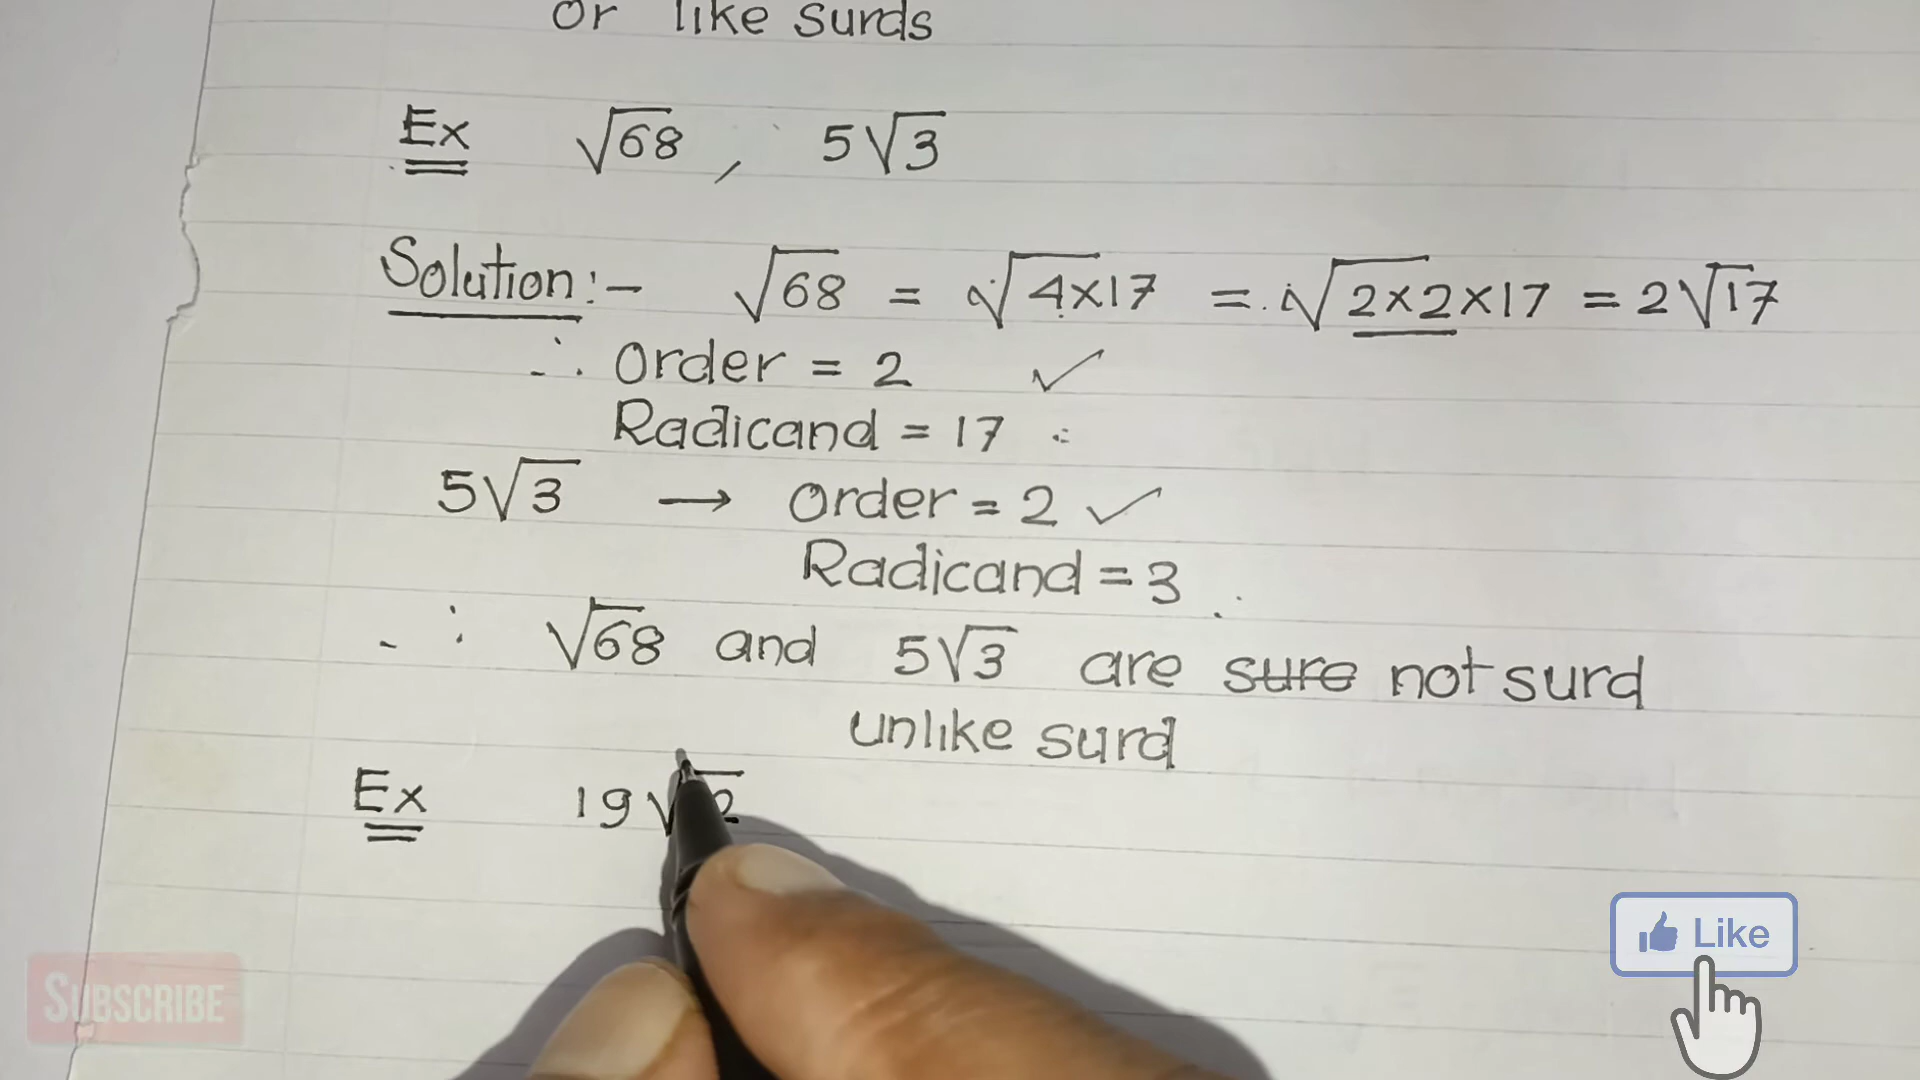 Or like surds
Ex √68 , 5√3
Solution:- √68 = √4×17 = √2×2×17 = 2√17
∴ Order = 2 ✓
Radicand = 17
5√3 → Order = 2 ✓
Radicand = 3
∴ √68 and 5√3 are sure not surd
unlike surd
Ex 19√
Like
SUBSCRIBE